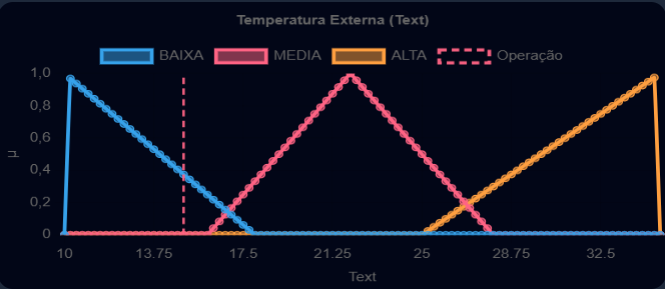 Temperatura Externa (Text)
BAIXA MEDIA ALTA Operação
1,0
0,8
0,6
0,4
0,2
0
μ
10 13.75 17.5 21.25 25 28.75 32.5
Text